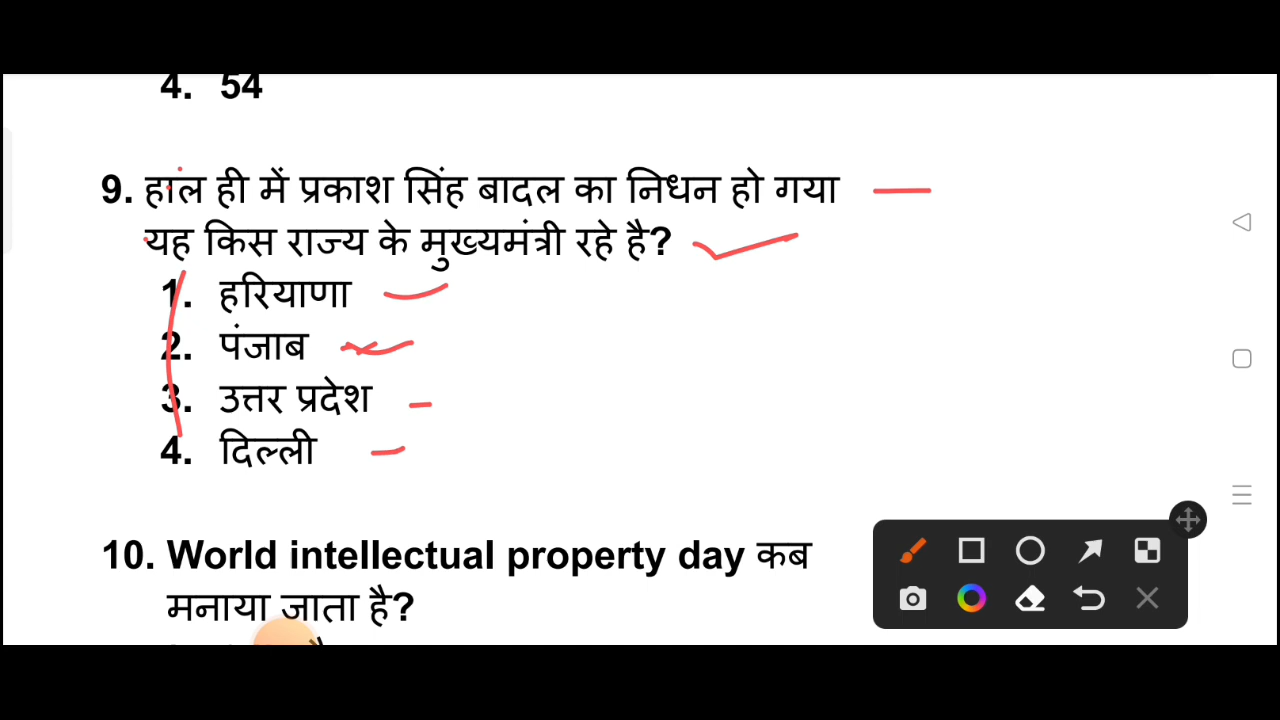 4. 54
9. हाल ही में प्रकाश सिंह बादल का निधन हो गया
यह किस राज्य के मुख्यमंत्री रहे है?
1. हरियाणा
2. पंजाब
3. उत्तर प्रदेश
4. दिल्ली
10. World intellectual property day कब
मनाया जाता है?